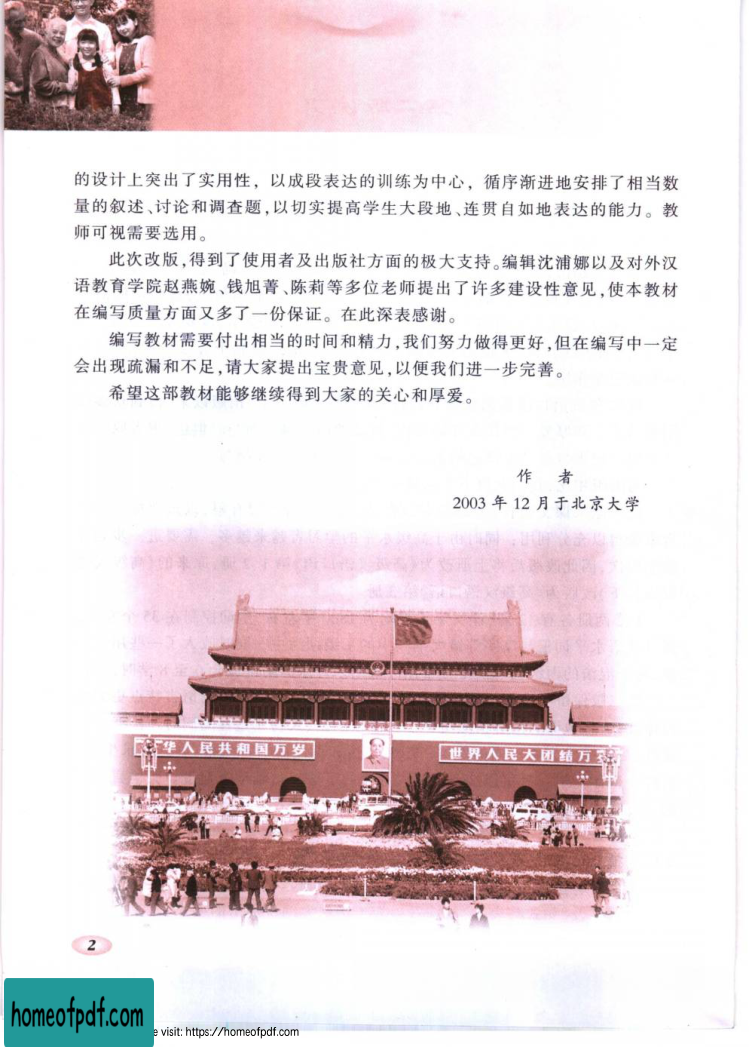 的设计上突出了实用性，以成段表达的训练为中心，循序渐进地安排了相当数
量的叙述、讨论和调查题，以切实提高学生大段地、连贯自如地表达的能力。教
师可视需要选用。
此次改版，得到了使用者及出版社方面的极大支持。编辑沈浦娜以及对外汉
语教育学院赵燕婉、钱旭菁、陈莉等多位老师提出了许多建设性意见，使本教材
在编写质量方面又多了一份保证。在此深表感谢。
编写教材需要付出相当的时间和精力，我们努力做得更好，但在编写中一定
会出现疏漏和不足，请大家提出宝贵意见，以便我们进一步完善。
希望这部教材能够继续得到大家的关心和厚爱。
作 者
2003 年 12 月于北京大学
华人民共和国万岁
世界人民大团结万岁
2
homeofpdf.com
e visit: https://homeofpdf.com